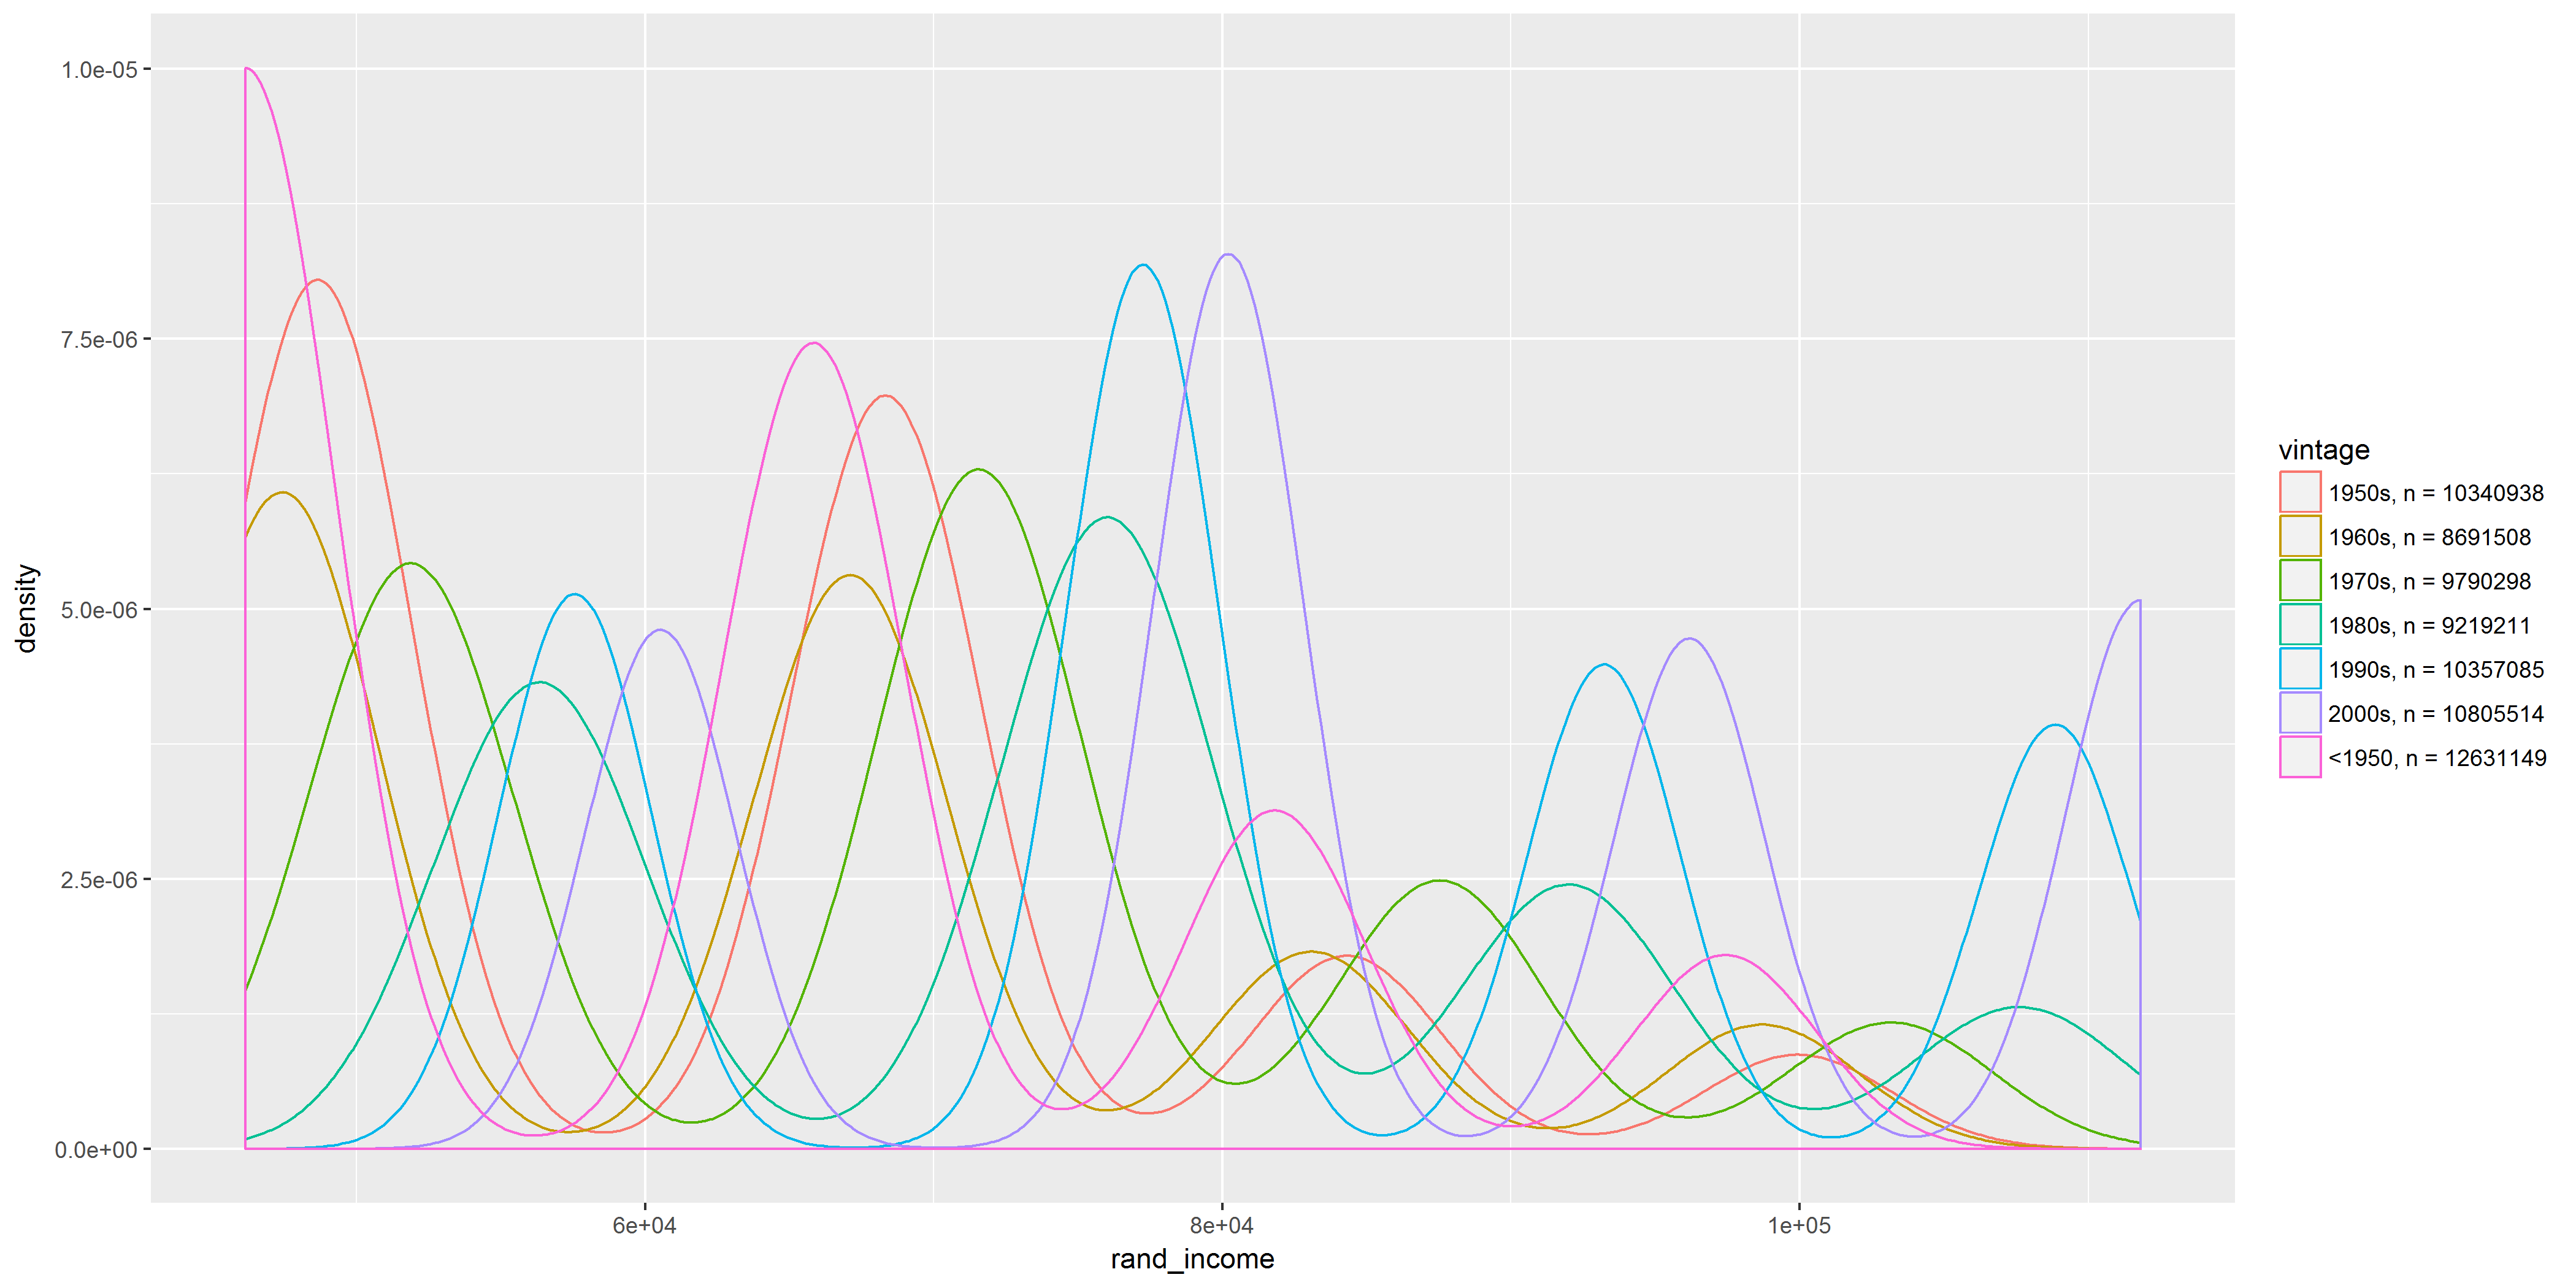 1.0e-05
7.5e-06
5.0e-06
2.5e-06
0.0e+00
density
6e+04
8e+04
1e+05
rand_income
vintage
1950s, n = 10340938
1960s, n = 8691508
1970s, n = 9790298
1980s, n = 9219211
1990s, n = 10357085
2000s, n = 10805514
<1950, n = 12631149